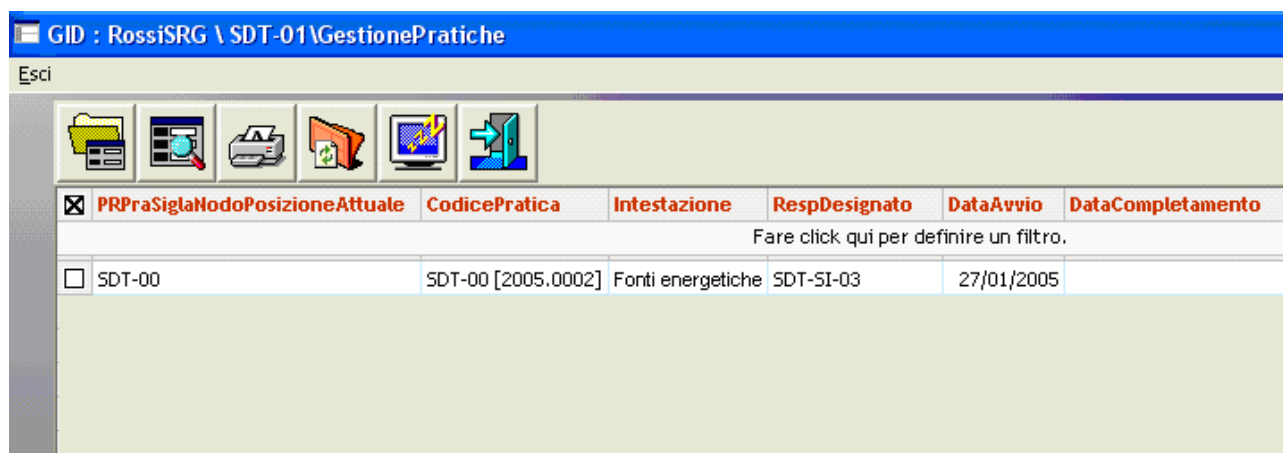 GID : RossiSRG \ SDT-01\GestionePratiche
Esci
PRPraSiglaNodoPosizioneAttuale CodicePratica Intestazione RespDesignato DataAvvio DataCompletamento
Fare click qui per definire un filtro.
SDT-00 SDT-00 [2005.0002] Fonti energetiche SDT-SI-03 27/01/2005